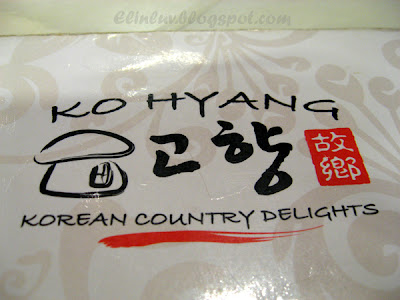 Elinluv.blogspot.com
KO HYANG
고향 故鄉
KOREAN COUNTRY DELIGHTS